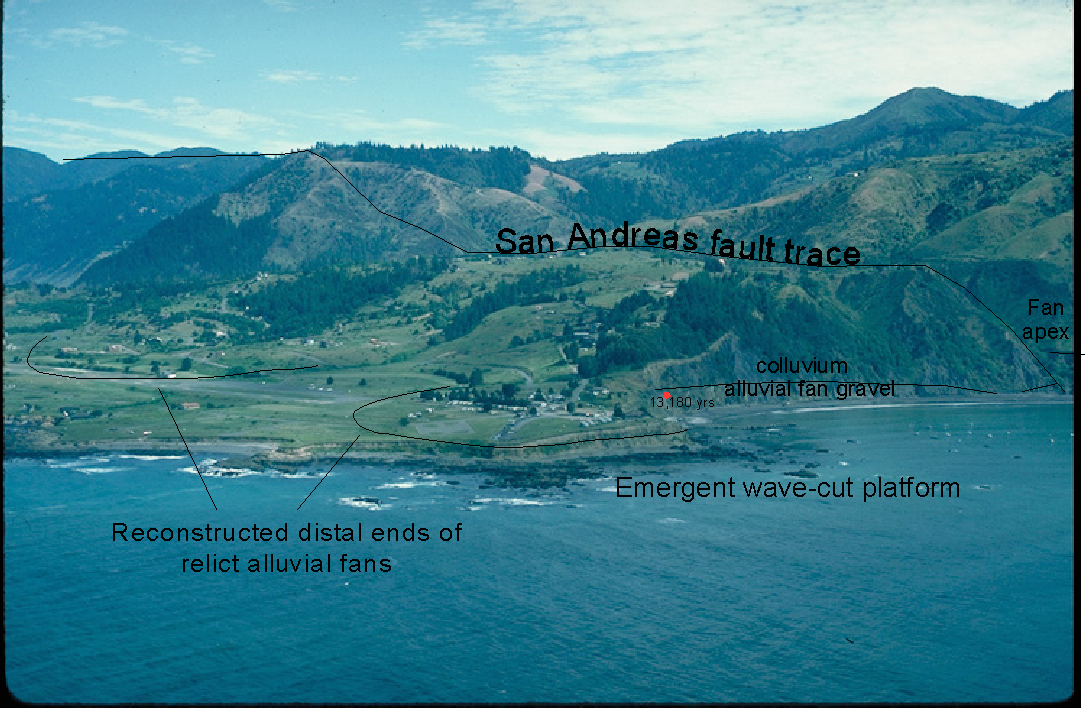 San Andreas fault trace
Fan
apex
colluvium
alluvial fan gravel
13,180 yrs
Emergent wave-cut platform
Reconstructed distal ends of
relict alluvial fans